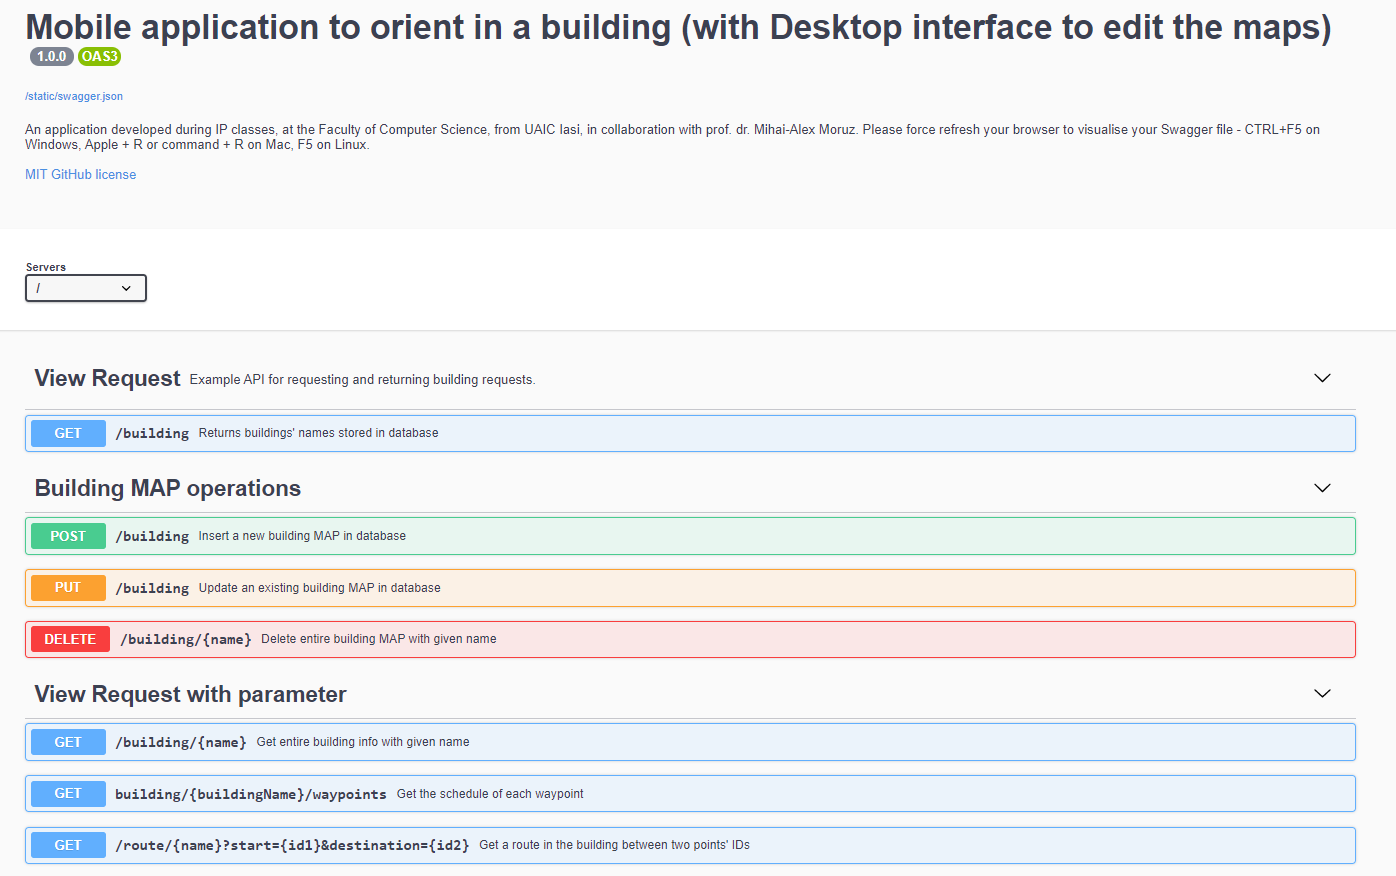 Mobile application to orient in a building (with Desktop interface to edit the maps)
1.0.0 OAS3
/static/swagger.json
An application developed during IP classes, at the Faculty of Computer Science, from UAIC Iasi, in collaboration with prof. dr. Mihai-Alex Moruz. Please force refresh your browser to visualise your Swagger file - CTRL+F5 on
Windows, Apple + R or command + R on Mac, F5 on Linux.
MIT GitHub license
Servers
/
View Request Example API for requesting and returning building requests.
GET /building Returns buildings' names stored in database
Building MAP operations
POST /building Insert a new building MAP in database
PUT /building Update an existing building MAP in database
DELETE /building/{name} Delete entire building MAP with given name
View Request with parameter
GET /building/{name} Get entire building info with given name
GET building/{buildingName}/waypoints Get the schedule of each waypoint
GET /route/{name}?start={id1}&destination={id2} Get a route in the building between two points' IDs